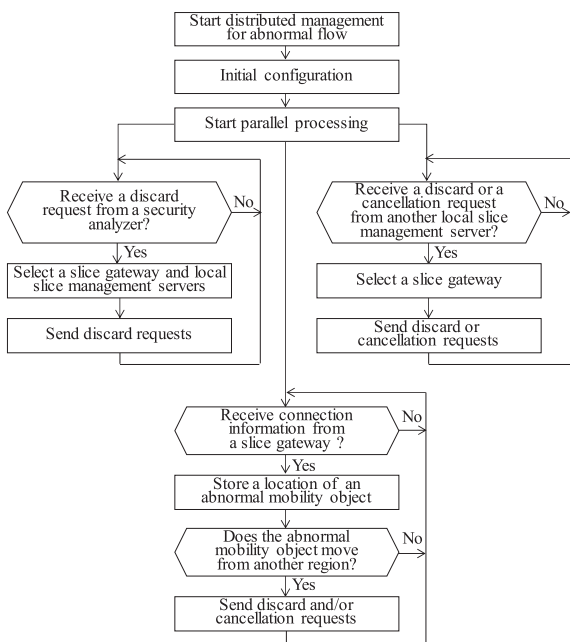 Start distributed management
for abnormal flow
Initial configuration
Start parallel processing
Receive a discard
request from a security
analyzer?
No
Yes
Select a slice gateway and local
slice management servers
Send discard requests
Receive a discard or a
cancellation request
from another local slice
management server?
No
Yes
Select a slice gateway
Send discard or
cancellation requests
Receive connection
information from
a slice gateway ?
No
Yes
Store a location of an
abnormal mobility object
Does the abnormal
mobility object move
from another region?
No
Yes
Send discard and/or
cancellation requests